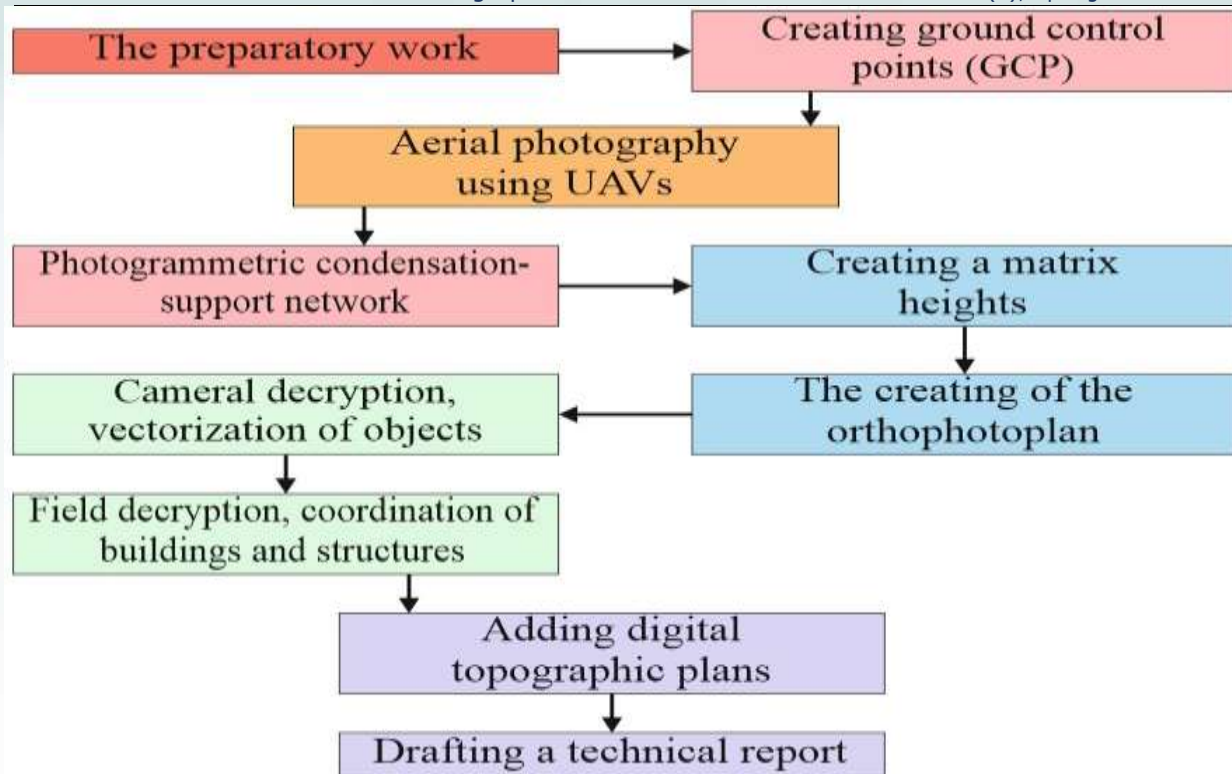 The preparatory work
Creating ground control
points (GCP)
Aerial photography
using UAVs
Photogrammetric condensation-
support network
Creating a matrix
heights
The creating of the
orthophotoplan
Cameral decryption,
vectorization of objects
Field decryption, coordination of
buildings and structures
Adding digital
topographic plans
Drafting a technical report